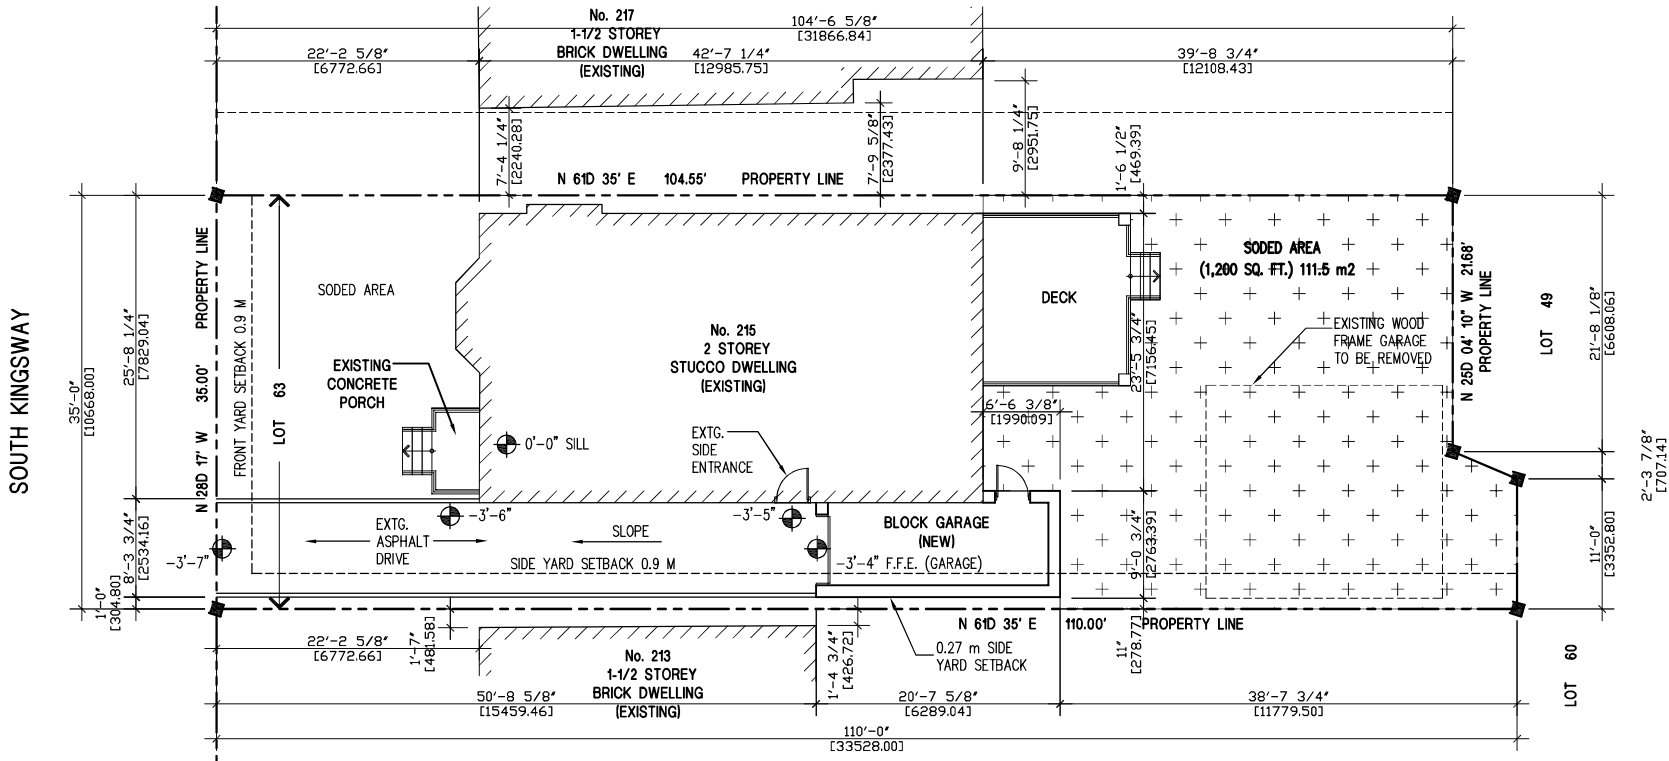 No. 217
1-1/2 STOREY
BRICK DWELLING
(EXISTING)
104'-6 5/8"
[31866.84]
22'-2 5/8"
[6772.66]
42'-7 1/4"
[12985.75]
39'-8 3/4"
[12108.43]
7'-4 1/4"
[2240.28]
7'-9 5/8"
[2377.43]
9'-8 1/4"
[2951.75]
1'-6 1/2"
[469.39]
N 61D 35' E 104.55' PROPERTY LINE
SOUTH KINGSWAY
35'-0"
[10668.00]
25'-8 1/4"
[7829.04]
8'-3 3/4"
[2534.16]
1'-0"
[304.80]
N 28D 17' W 35.00' PROPERTY LINE
FRONT YARD SETBACK 0.9 M
LOT 63
SODED AREA
EXISTING
CONCRETE
PORCH
No. 215
2 STOREY
STUCCO DWELLING
(EXISTING)
0'-0" SILL
EXTG.
SIDE
ENTRANCE
DECK
SODED AREA
(1,200 SQ. FT.) 111.5 m2
EXISTING WOOD
FRAME GARAGE
TO BE REMOVED
23'-5 3/4"
[7156.45]
6'-6 3/8"
[1990.09]
N 25D 04' 10" W 21.68'
PROPERTY LINE
LOT 49
21'-8 1/8"
[6608.06]
2'-3 7/8"
[707.14]
11'-0"
[3352.80]
-3'-6"
-3'-5"
-3'-7"
EXTG.
ASPHALT
DRIVE
SLOPE
SIDE YARD SETBACK 0.9 M
BLOCK GARAGE
(NEW)
-3'-4" F.F.E. (GARAGE)
9'-0 3/4"
[2763.39]
N 61D 35' E 110.00' PROPERTY LINE
0.27 m SIDE
YARD SETBACK
11"
[278.77]
22'-2 5/8"
[6772.66]
1'-7"
[481.58]
No. 213
1-1/2 STOREY
BRICK DWELLING
(EXISTING)
1'-4 3/4"
[426.72]
LOT 60
50'-8 5/8"
[15459.46]
20'-7 5/8"
[6289.04]
38'-7 3/4"
[11779.50]
110'-0"
[33528.00]